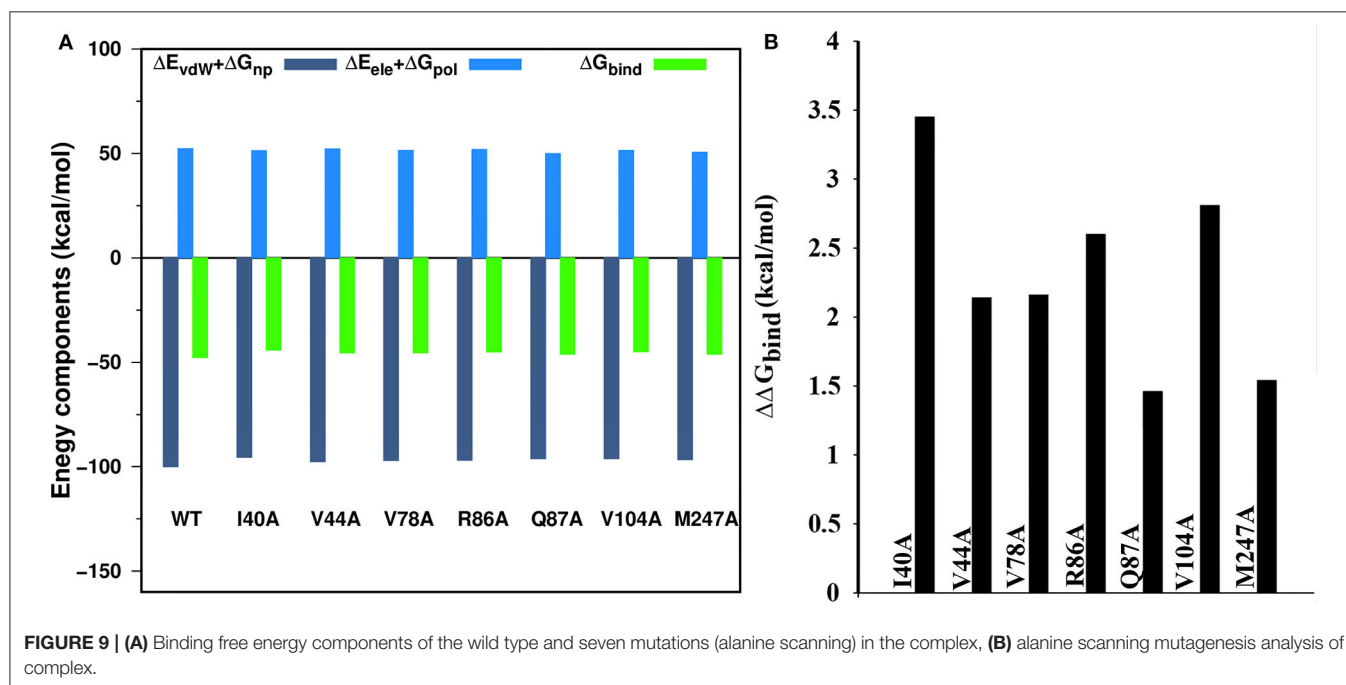 A
B
Enegy components (kcal/mol)
100
50
0
−50
−100
−150
ΔEvdW+ΔGnp ΔEele+ΔGpol ΔGbind
WT I40A V44A V78A R86A Q87A V104A M247A
ΔΔGbind(kcal/mol)
4
3.5
3
2.5
2
1.5
1
0.5
0
I40A
V44A
V78A
R86A
Q87A
V104A
M247A
FIGURE 9 | (A) Binding free energy components of the wild type and seven mutations (alanine scanning) in the complex, (B) alanine scanning mutagenesis analysis of
complex.